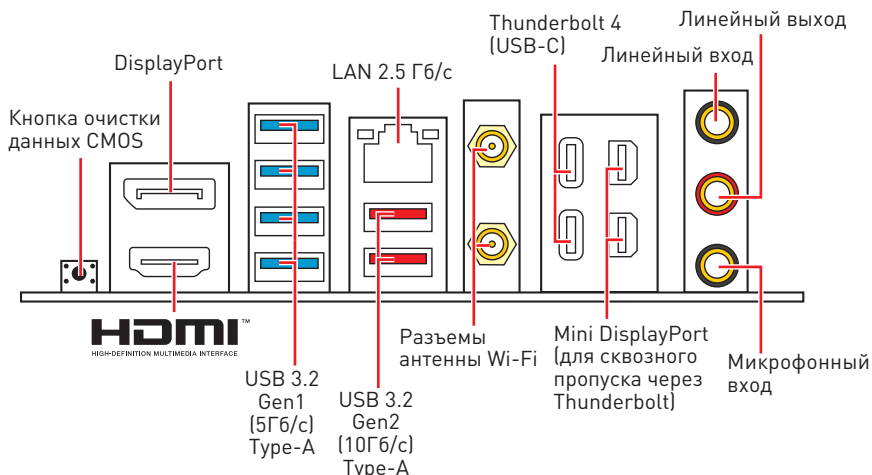 Thunderbolt 4
(USB-C)
Линейный выход
Линейный вход
DisplayPort
LAN 2.5 Гб/с
Кнопка очистки
данных CMOS
HDMI™
HIGH-DEFINITION MULTIMEDIA INTERFACE
USB 3.2
Gen1
(5Гб/с)
Type-A
USB 3.2
Gen2
(10Гб/с)
Type-A
Разъемы
антенны Wi-Fi
Mini DisplayPort
(для сквозного
пропуска через
Thunderbolt)
Микрофонный
вход